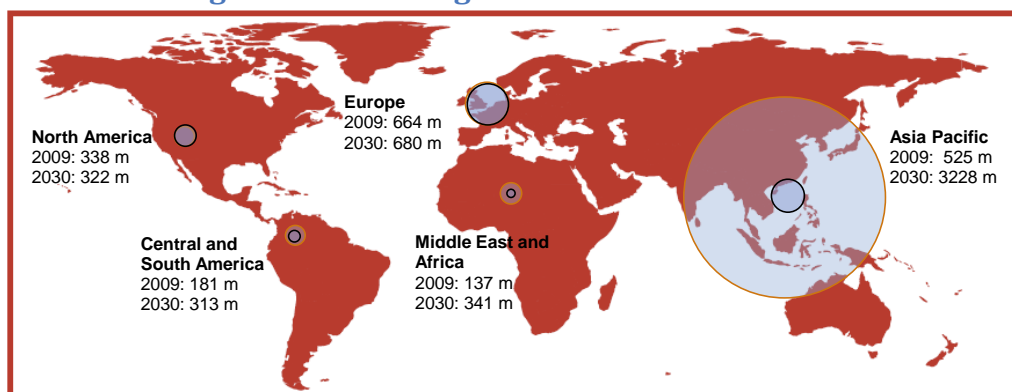 North America
2009: 338 m
2030: 322 m
Europe
2009: 664 m
2030: 680 m
Asia Pacific
2009: 525 m
2030: 3228 m
Central and
South America
2009: 181 m
2030: 313 m
Middle East and
Africa
2009: 137 m
2030: 341 m